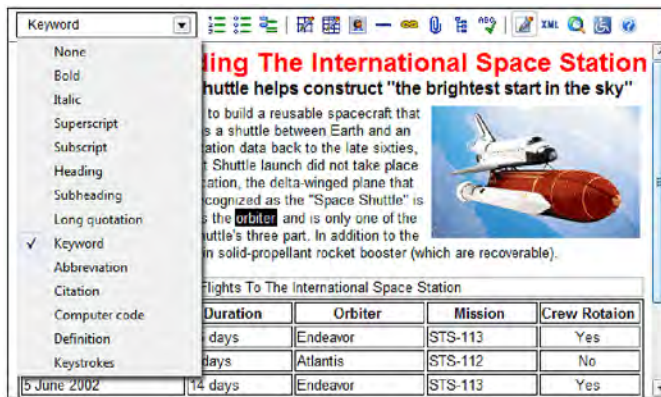 Keyword
ABC
XML
None
Bold
Italic
Superscript
Subscript
Heading
Subheading
Long quotation
Keyword
Abbreviation
Citation
Computer code
Definition
Keystrokes
ding The International Space Station
huttle helps construct "the brightest start in the sky"
to build a reusable spacecraft that
s a shuttle between Earth and an
tation data back to the late sixties,
t Shuttle launch did not take place
cation, the delta-winged plane that
ecognized as the "Space Shuttle" is
s the orbiter and is only one of the
huttle's three part. In addition to the
in solid-propellant rocket booster (which are recoverable).
Flights To The International Space Station
Duration Orbiter Mission Crew Rotaion
days Endeavor STS-113 Yes
days Atlantis STS-112 No
5 June 2002 14 days Endeavor STS-113 Yes